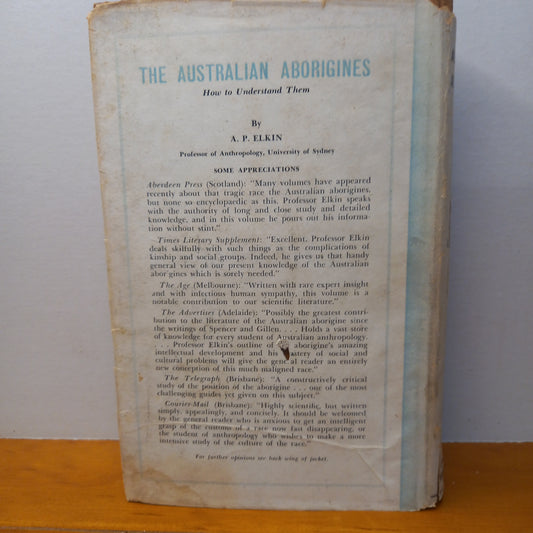 THE AUSTRALIAN ABORIGINES
How to Understand Them
By
A. P. ELKIN
Professor of Anthropology, University of Sydney
SOME APPRECIATIONS
Aberdeen Press (Scotland): "Many volumes have appeared
recently about that tragic race the Australian aborigines,
but none so encyclopaedic as this. Professor Elkin speaks
with the authority of long and close study and detailed
knowledge, and in this volume he pours out his informa-
tion without stint."
Times Literary Supplement: "Excellent. Professor Elkin
deals skilfully with such things as the complications of
kinship and social groups. Indeed, he gives us that handy
general view of our present knowledge of the Australian
aborigines which is sorely needed."
The Age (Melbourne): "Written with rare expert insight
and with infectious human sympathy, this volume is a
notable contribution to our scientific literature."
The Advertiser (Adelaide): "Possibly the greatest contri-
bution to the literature of the Australian aborigine since
the writings of Spencer and Gillen. . . . Holds a vast store
of knowledge for every student of Australian anthropology.
. . . Professor Elkin's outline of aborigine's amazing
intellectual development and his mastery of social and
cultural problems will give the general reader an entirely
new conception of this much maligned race."
The Telegraph (Brisbane): "A constructively critical
study of the position of the aborigine . . . one of the most
challenging guides yet given on this subject."
Courier-Mail (Brisbane): "Highly scientific, but written
simply, appealingly, and concisely. It should be welcomed
by the general reader who is anxious to get an intelligent
grasp of the customs of a race now fast disappearing, or
the student of anthropology who wishes to make a more
intensive study of the culture of the race."
For further opinions see back wing of jacket.